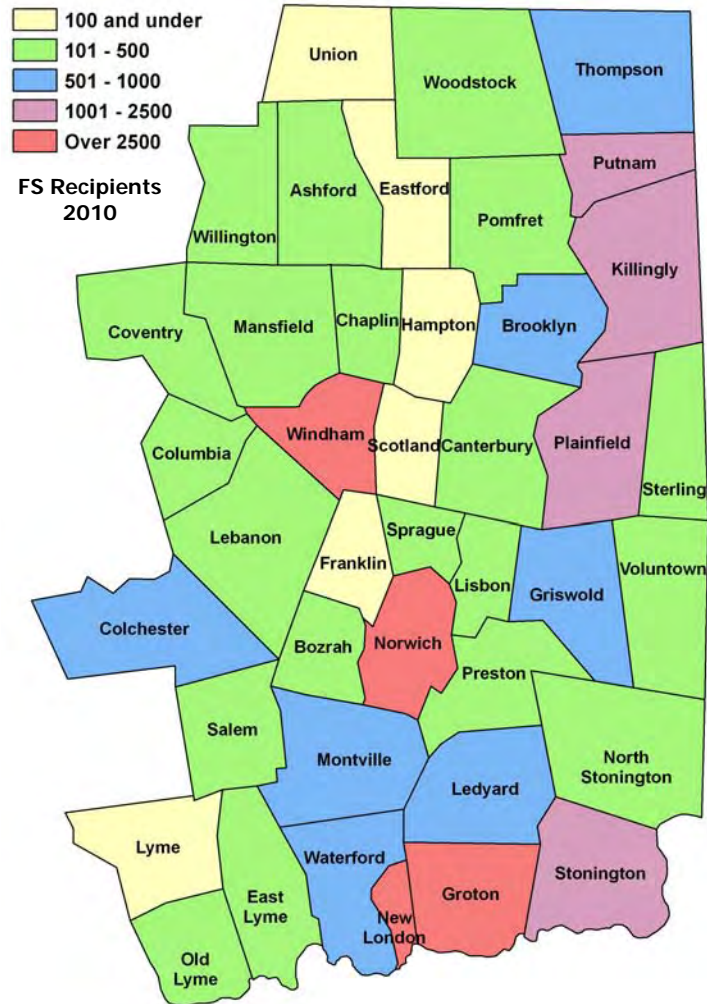 100 and under
101 - 500
501 - 1000
1001 - 2500
Over 2500
FS Recipients
2010
Union
Woodstock
Thompson
Putnam
Ashford
Eastford
Pomfret
Willington
Killingly
Coventry
Mansfield
Chaplin
Hampton
Brooklyn
Windham
Scotland
Canterbury
Plainfield
Columbia
Sterling
Lebanon
Sprague
Franklin
Lisbon
Griswold
Voluntown
Colchester
Bozrah
Norwich
Preston
Salem
Montville
Ledyard
North
Stonington
Lyme
Waterford
Groton
Stonington
East
Lyme
New
London
Old
Lyme